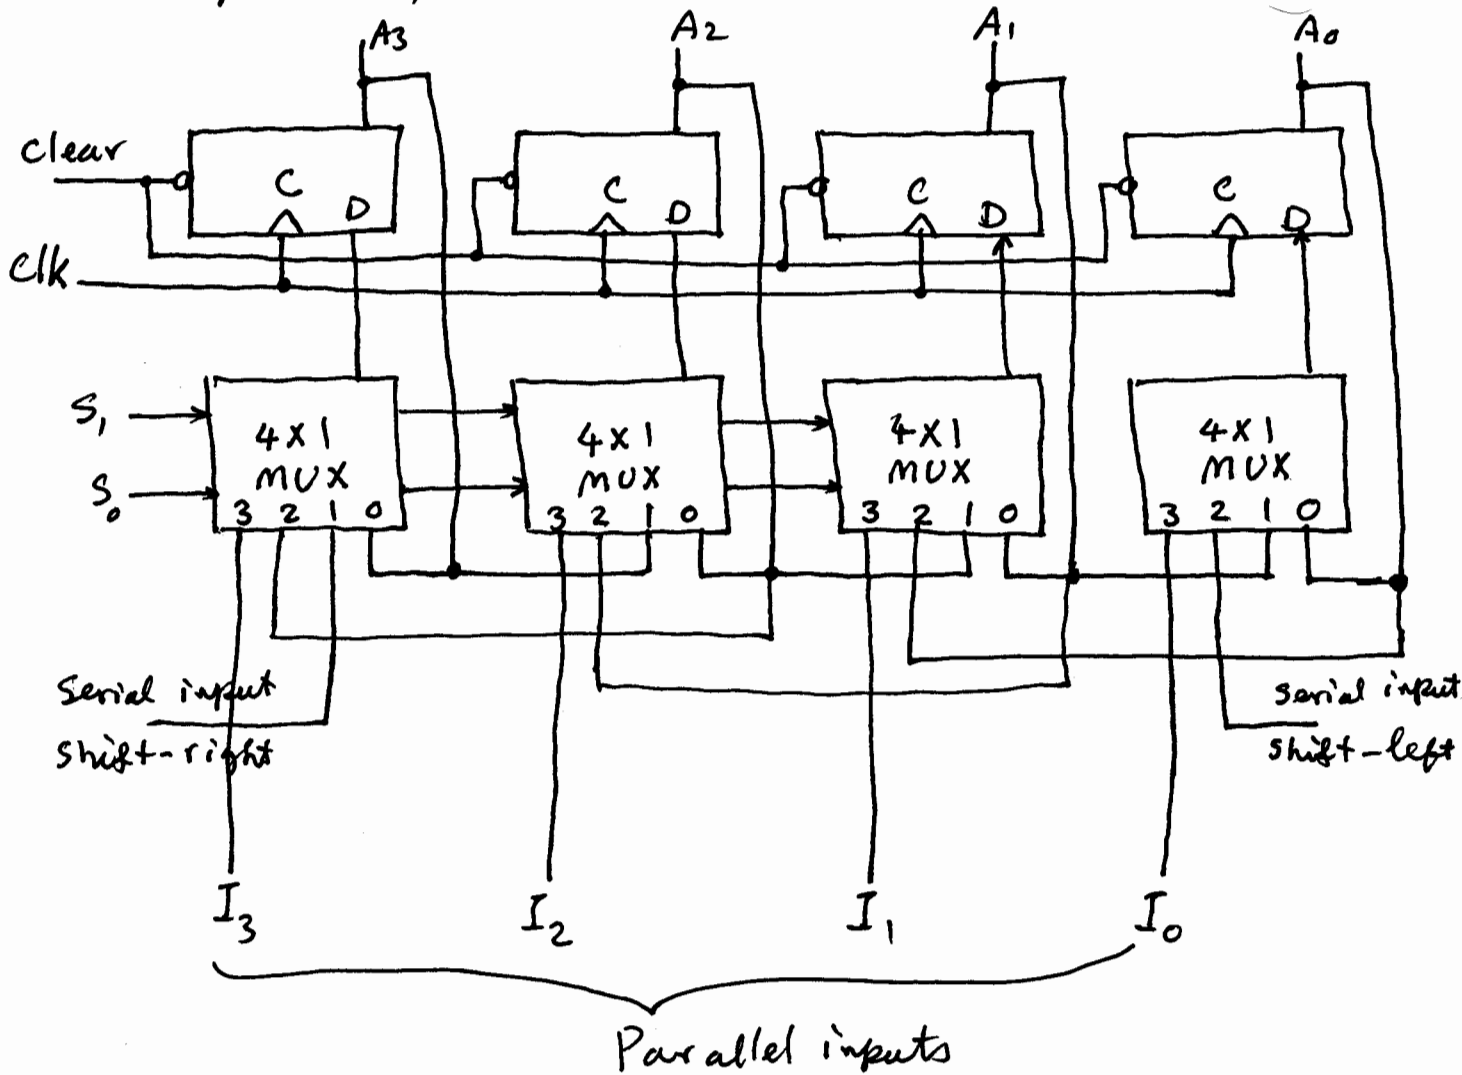 A3 A2 A1 A0
Clear
C D C D C D C D
Clk
S1 4X1 4X1 4X1 4X1
MUX MUX MUX MUX
S0
3 2 1 0 3 2 1 0 3 2 1 0 3 2 1 0
Serial input serial input
Shift-right shift-left
I3 I2 I1 I0
Parallel inputs